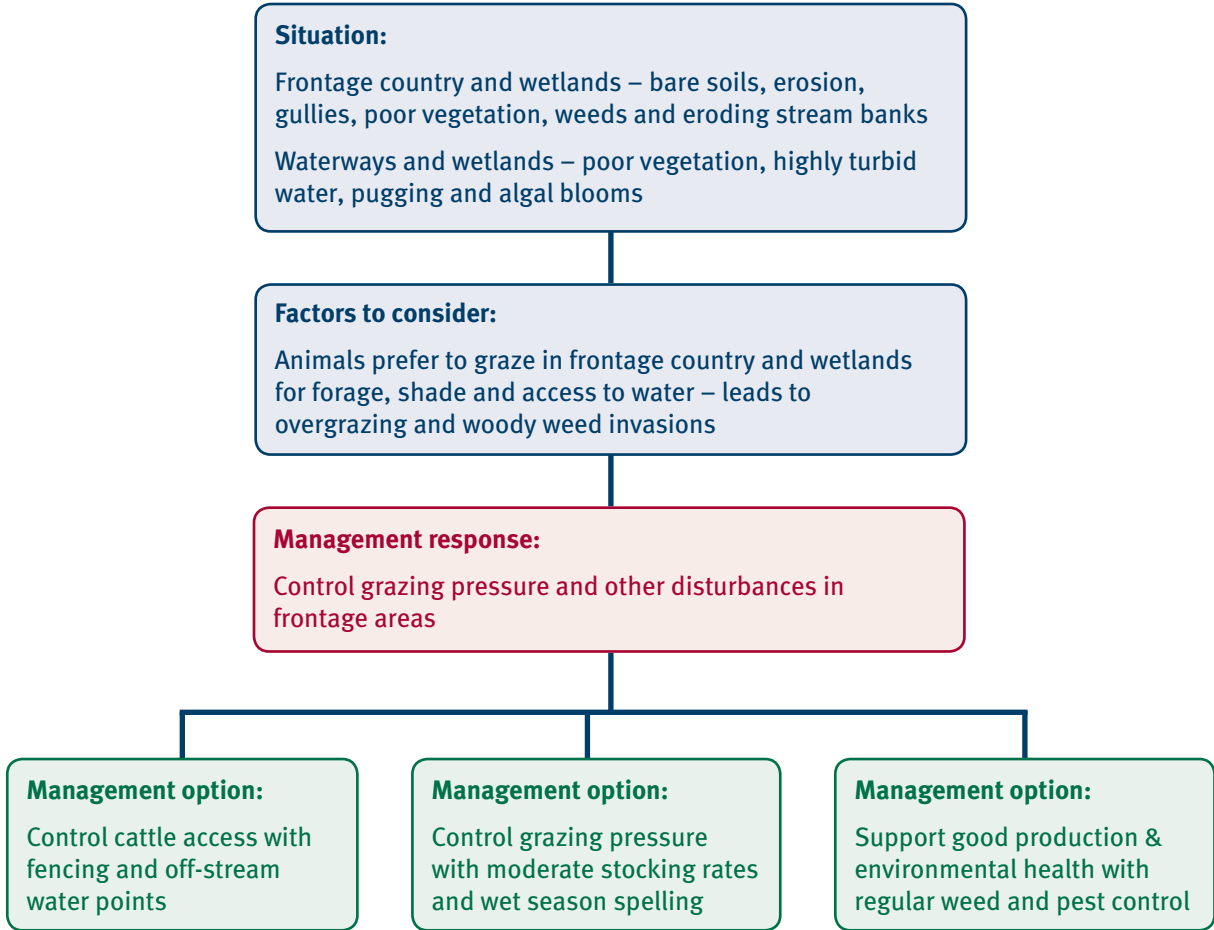 Situation:
Frontage country and wetlands – bare soils, erosion,
gullies, poor vegetation, weeds and eroding stream banks
Waterways and wetlands – poor vegetation, highly turbid
water, pugging and algal blooms
Factors to consider:
Animals prefer to graze in frontage country and wetlands
for forage, shade and access to water – leads to
overgrazing and woody weed invasions
Management response:
Control grazing pressure and other disturbances in
frontage areas
Management option:
Control cattle access with
fencing and off-stream
water points
Management option:
Control grazing pressure
with moderate stocking rates
and wet season spelling
Management option:
Support good production &
environmental health with
regular weed and pest control